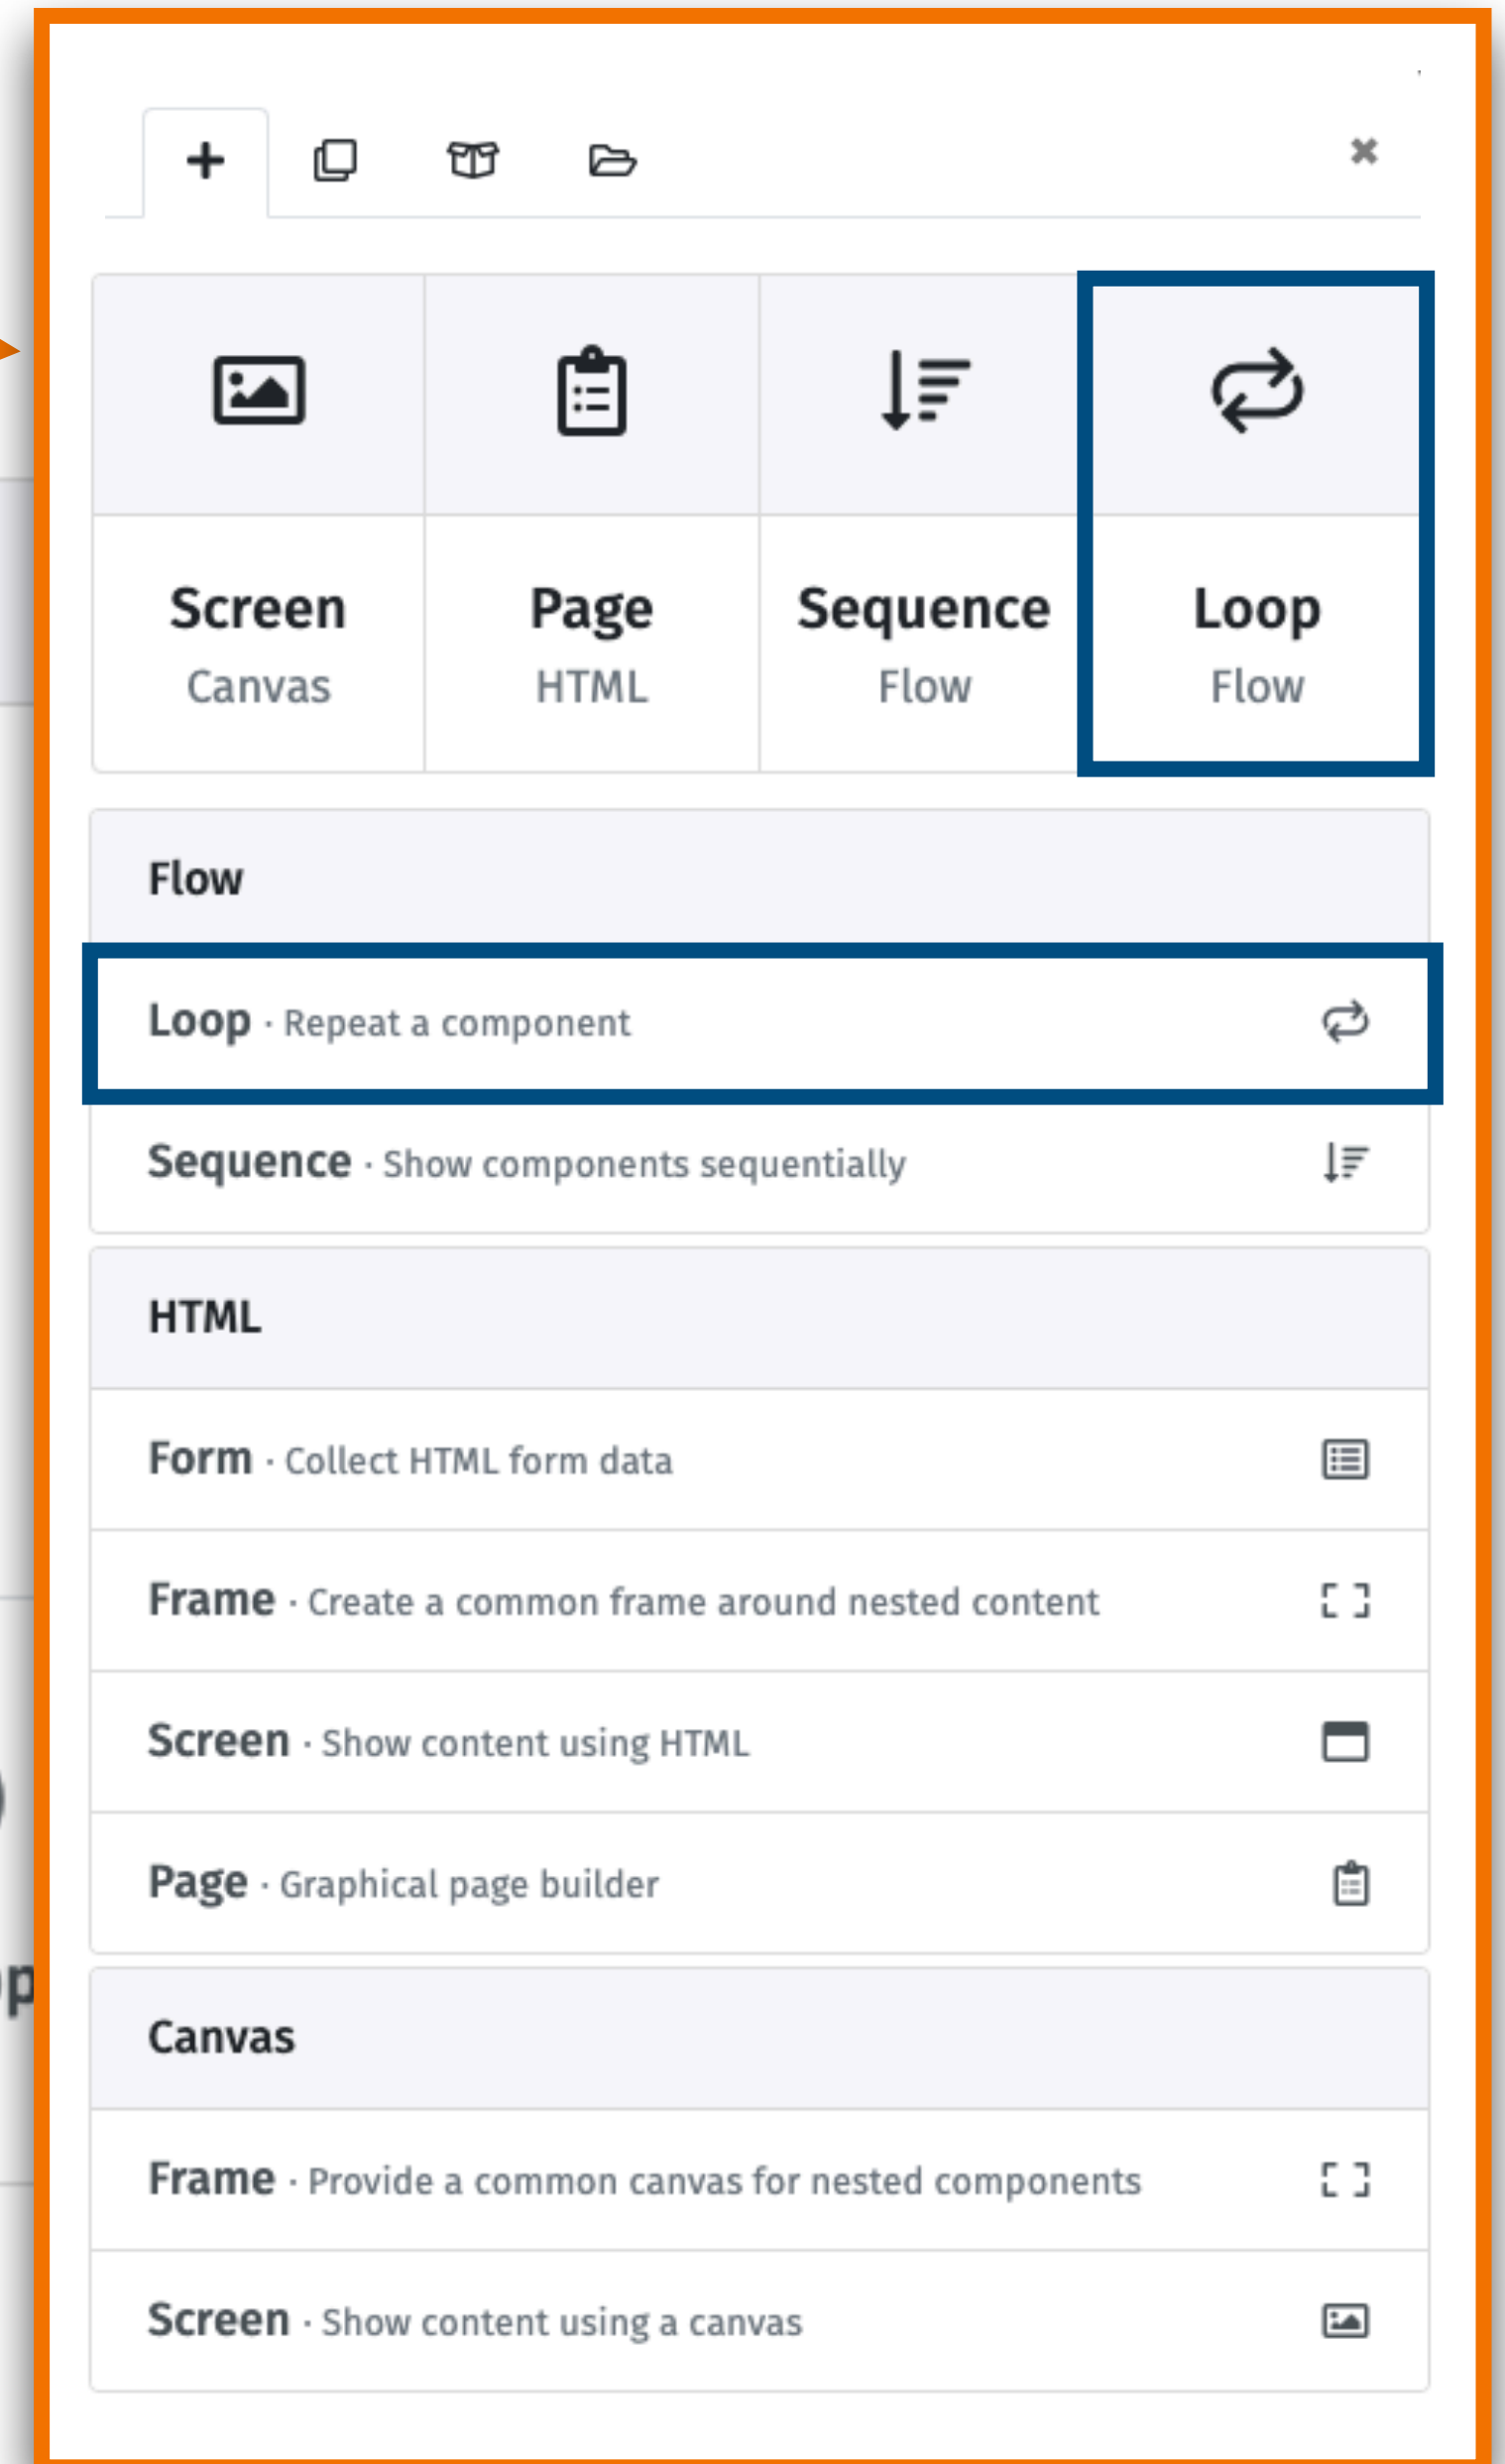 Screen
Page
Sequence
Loop
Canvas
HTML
Flow
Flow
Flow
Loop · Repeat a component
Sequence · Show components sequentially
HTML
Form · Collect HTML form data
Frame · Create a common frame around nested content
Screen · Show content using HTML
Page · Graphical page builder
Canvas
Frame · Provide a common canvas for nested components
Screen · Show content using a canvas